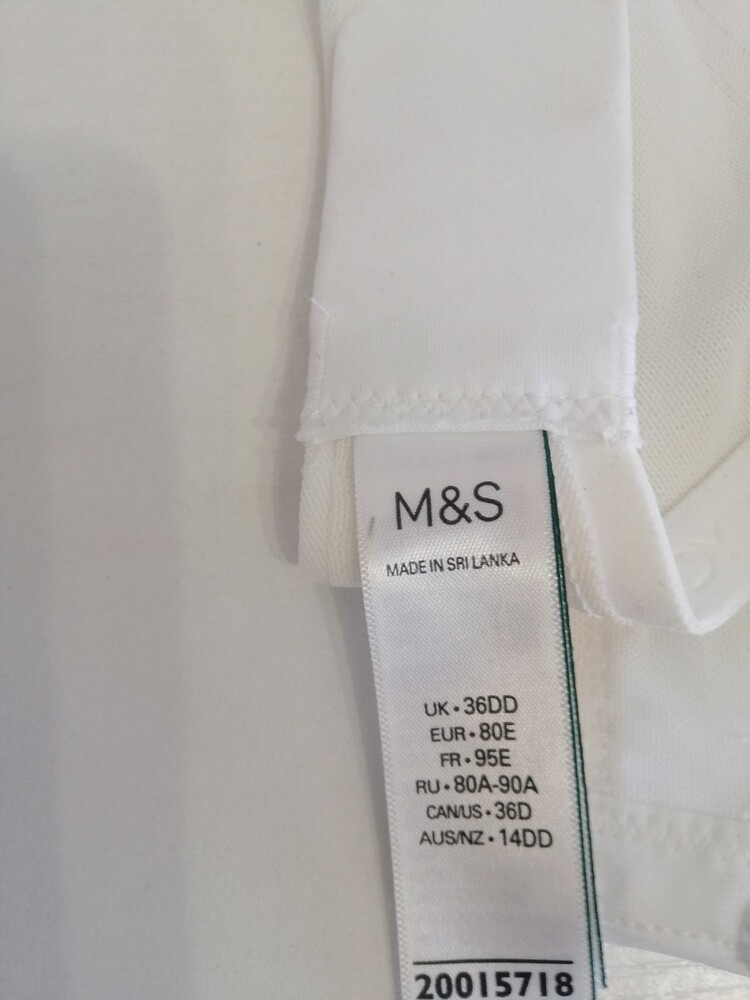 M&S
MADE IN SRI LANKA
UK • 36DD
EUR • 80E
FR • 95E
RU • 80A-90A
CAN/US • 36D
AUS/NZ • 14DD
20015718